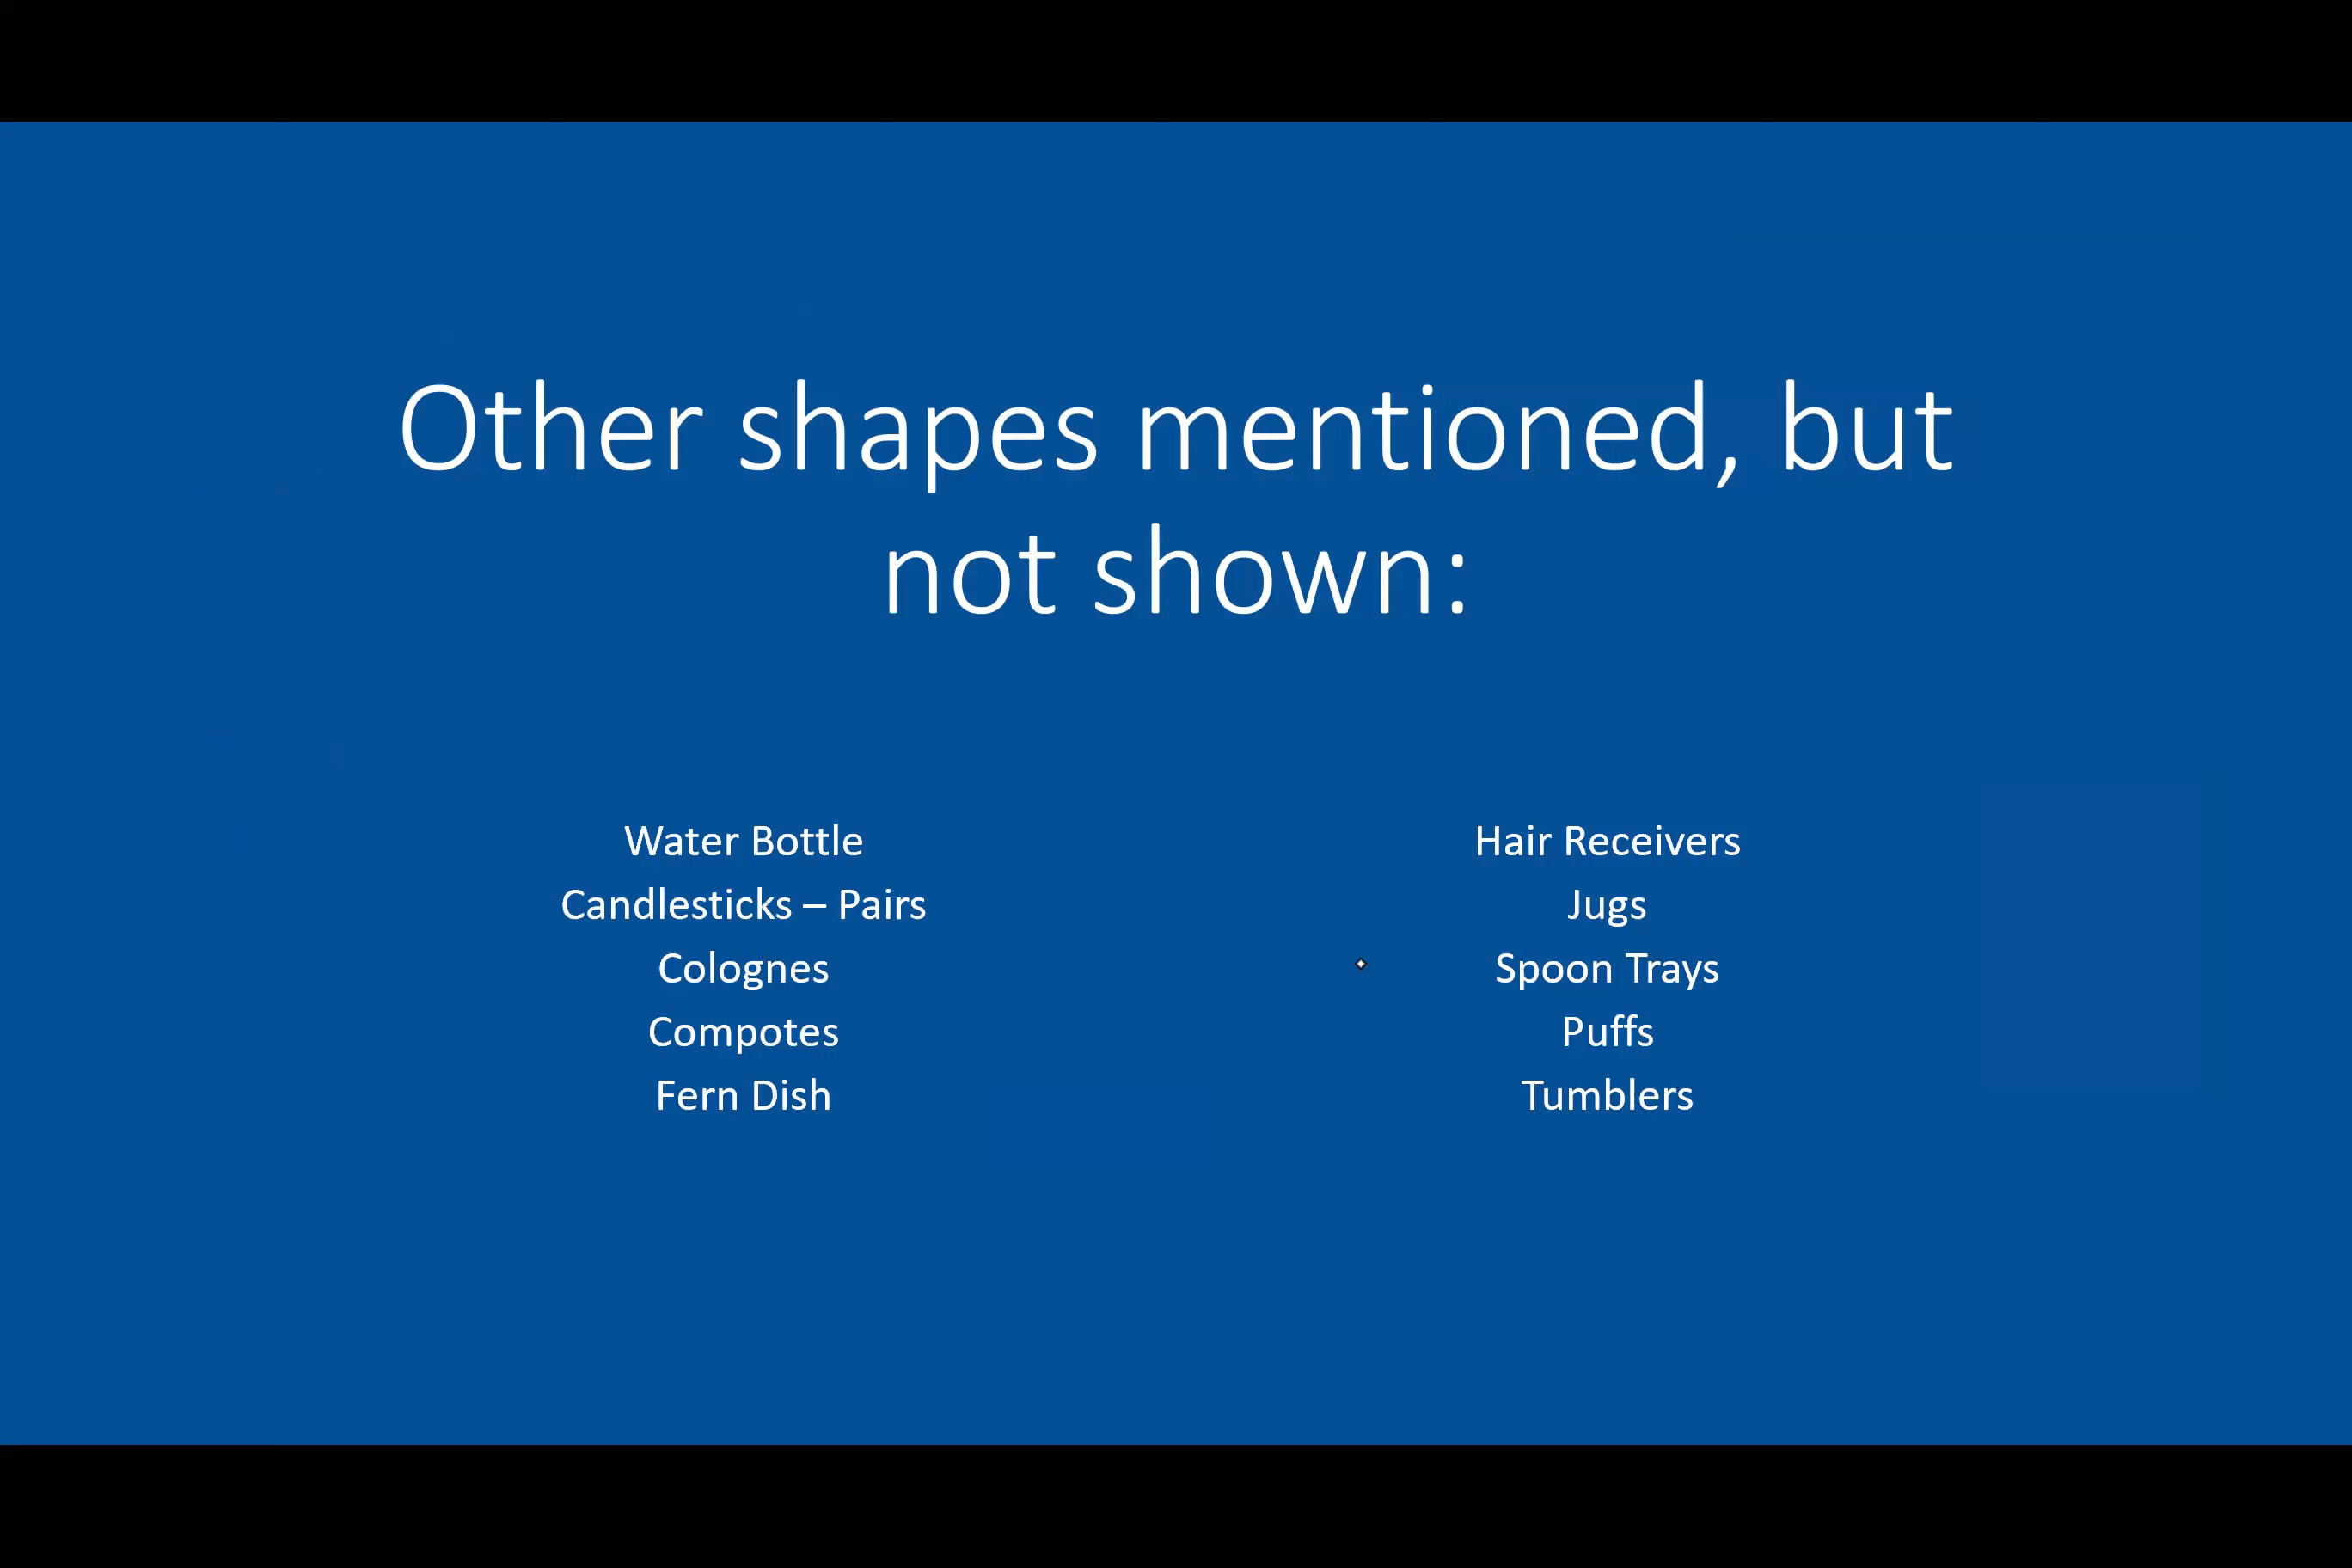 Other shapes mentioned, but
not shown:
Water Bottle
Candlesticks – Pairs
Colognes
Compotes
Fern Dish
Hair Receivers
Jugs
Spoon Trays
Puffs
Tumblers